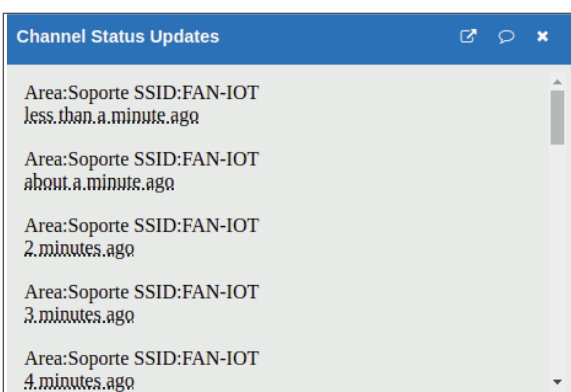 Channel Status Updates
Area:Soporte SSID:FAN-IOT
less than a minute ago
Area:Soporte SSID:FAN-IOT
about a minute ago
Area:Soporte SSID:FAN-IOT
2 minutes ago
Area:Soporte SSID:FAN-IOT
3 minutes ago
Area:Soporte SSID:FAN-IOT
4 minutes ago